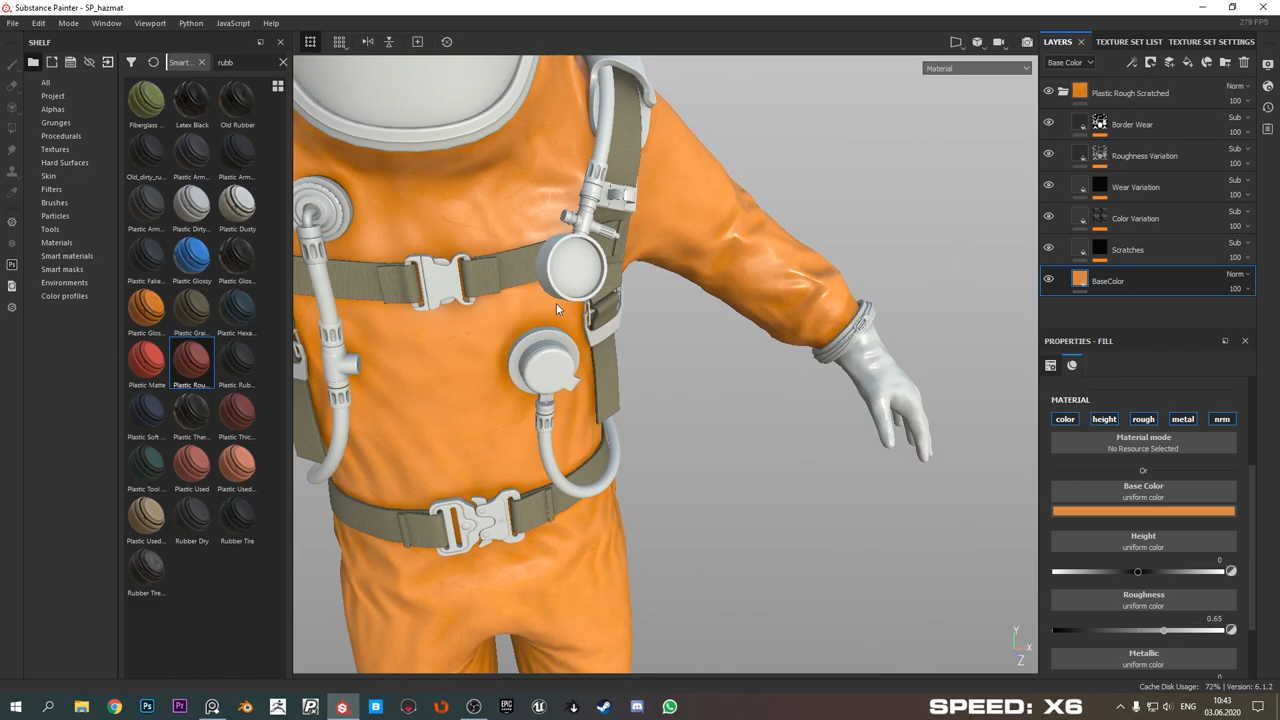 Substance Painter - SP_hazmat
File Edit Mode Window Viewport Python JavaScript Help
279 FPS
SHELF
Smart...
rubb
All
Project
Alphas
Grunges
Procedurals
Textures
Hard Surfaces
Skin
Filters
Brushes
Particles
Tools
Materials
Smart materials
Smart masks
Environments
Color profiles
Fiberglass ... Latex Black Old Rubber
Old_dirty_ru... Plastic Arm... Plastic Arm...
Plastic Arm... Plastic Dirty... Plastic Dusty
Plastic Fake... Plastic Glossy Plastic Glos...
Plastic Glos... Plastic Grai... Plastic Hexa...
Plastic Matte Plastic Rou... Plastic Rub...
Plastic Soft ... Plastic Ther... Plastic Thic...
Plastic Tool ... Plastic Used Plastic Used...
Plastic Used... Rubber Dry Rubber Tire
Rubber Tire...
Material
Y
X
Z
LAYERS TEXTURE SET LIST TEXTURE SET SETTINGS
Base Color
Plastic Rough Scratched Norm 100
Border Wear Sub 100
Roughness Variation Sub 100
Wear Variation Sub 100
Color Variation Sub 100
Scratches Sub 100
BaseColor Norm 100
PROPERTIES - FILL
MATERIAL
color height rough metal nrm
Material mode
No Resource Selected
Or
Base Color
uniform color
Height
uniform color
0
Roughness
uniform color
0.65
Metallic
uniform color
Cache Disk Usage: 72% | Version: 6.1.2
SPEED: X6
10:43
03.06.2020